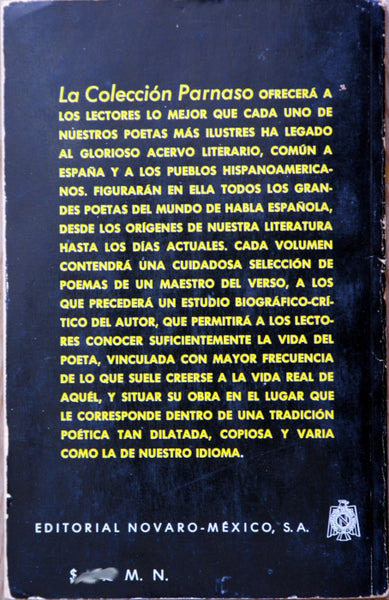 La Colección Parnaso OFRECERÁ A
LOS LECTORES LO MEJOR QUE CADA UNO DE
NUESTROS POETAS MÁS ILUSTRES HA LEGADO
AL GLORIOSO ACERVO LITERARIO, COMÚN A
ESPAÑA Y A LOS PUEBLOS HISPANOAMERICA-
NOS. FIGURARÁN EN ELLA TODOS LOS GRAN-
DES POETAS DEL MUNDO DE HABLA ESPAÑOLA,
DESDE LOS ORÍGENES DE NUESTRA LITERATURA
HASTA LOS DÍAS ACTUALES. CADA VOLUMEN
CONTENDRÁ UNA CUIDADOSA SELECCIÓN DE
POEMAS DE UN MAESTRO DEL VERSO, A LOS
QUE PRECEDERÁ UN ESTUDIO BIOGRÁFICO-CRÍ-
TICO DEL AUTOR, QUE PERMITIRÁ A LOS LECTO-
RES CONOCER SUFICIENTEMENTE LA VIDA DEL
POETA, VINCULADA CON MAYOR FRECUENCIA
DE LO QUE SUELE CREERSE A LA VIDA REAL DE
AQUÉL, Y SITUAR SU OBRA EN EL LUGAR QUE
LE CORRESPONDE DENTRO DE UNA TRADICIÓN
POÉTICA TAN DILATADA, COPIOSA Y VARIA
COMO LA DE NUESTRO IDIOMA.
EDITORIAL NOVARO-MÉXICO, S.A.
N
$ M. N.